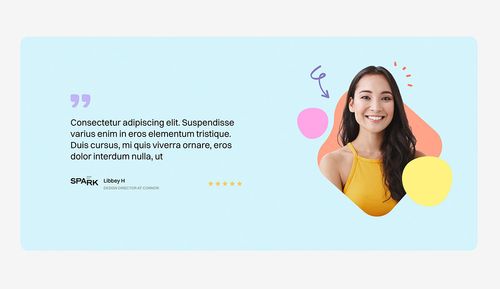 Consectetur adipiscing elit. Suspendisse
varius enim in eros elementum tristique.
Duis cursus, mi quis viverra ornare, eros
dolor interdum nulla, ut
SPARK
Libbey H
DESIGN DIRECTOR AT CONNOR